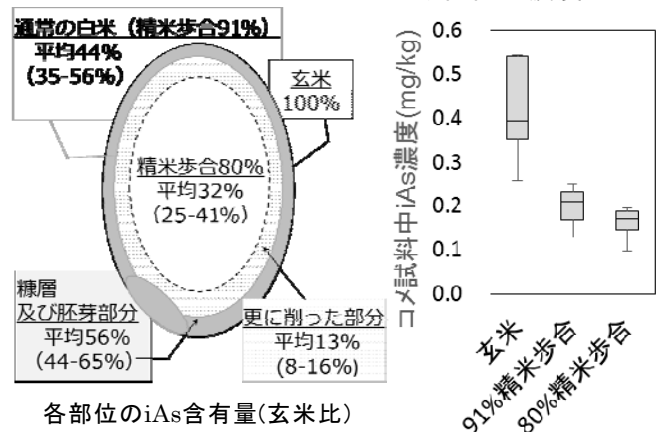 通常の白米（精米歩合91%）
平均44%
(35-56%)
玄米
100%
精米歩合80%
平均32%
(25-41%)
糠層
及び胚芽部分
平均56%
(44-65%)
更に削った部分
平均13%
(8-16%)
各部位のiAs含有量(玄米比）
コメ試料中iAs濃度(mg/kg)
0.6
0.5
0.4
0.3
0.2
0.1
0.0
玄米
91%精米歩合
80%精米歩合